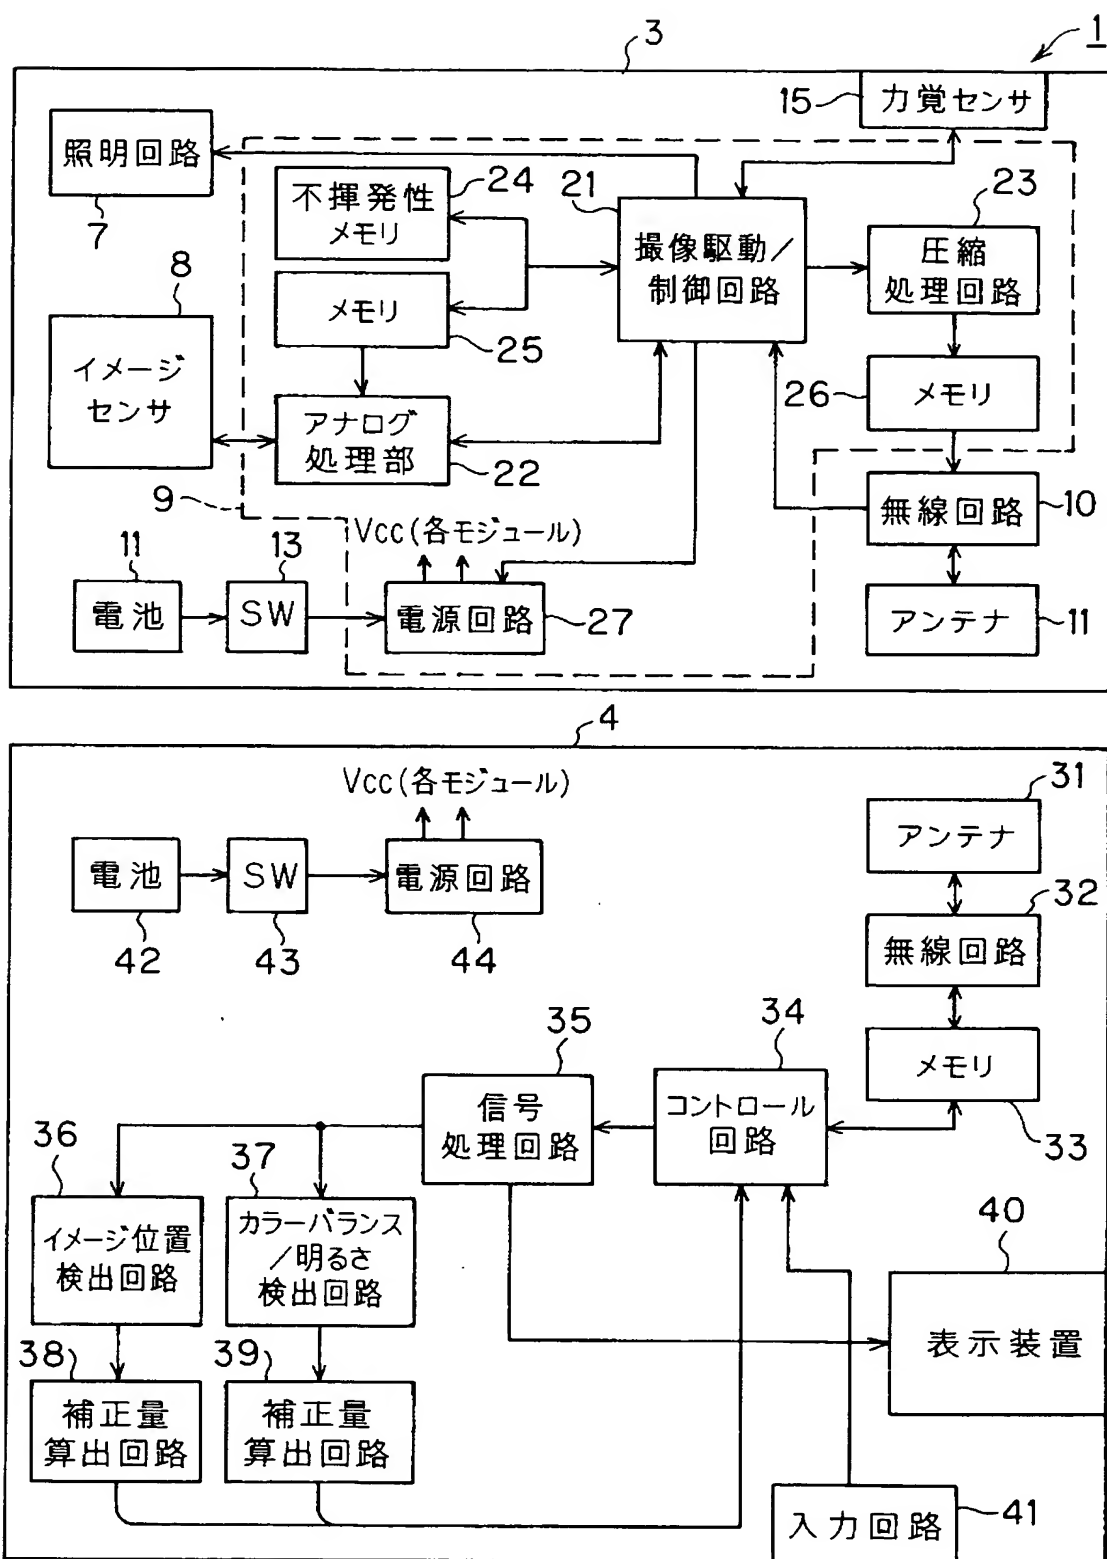 1
3
15
力覚センサ
照明回路
7
不揮発性
メモリ
24
21
撮像駆動/
制御回路
23
圧縮
処理回路
8
イメージ
センサ
メモリ
25
26
メモリ
アナログ
処理部
22
9
無線回路
10
Vcc(各モジュール)
11
電池
13
SW
電源回路
27
アンテナ
11
4
Vcc(各モジュール)
31
アンテナ
電池
42
SW
43
電源回路
44
32
無線回路
35
信号
処理回路
34
コントロール
回路
メモリ
33
36
イメージ位置
検出回路
37
カラーバランス
/明るさ
検出回路
40
表示装置
38
補正量
算出回路
39
補正量
算出回路
入力回路
41